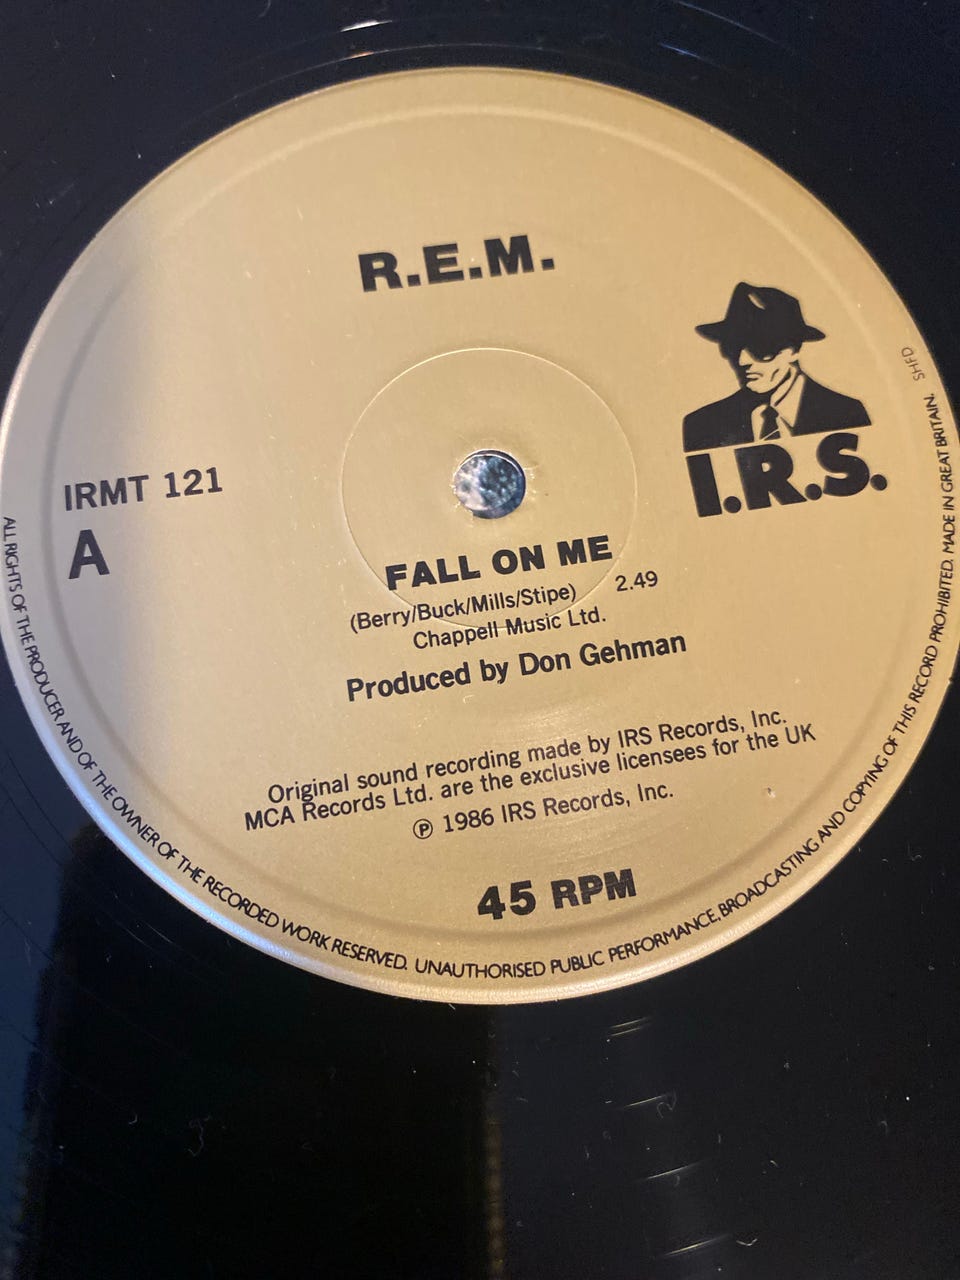 R.E.M.
I.R.S.
IRMT 121
A
FALL ON ME
(Berry/Buck/Mills/Stipe) 2.49
Chappell Music Ltd.
Produced by Don Gehman
Original sound recording made by IRS Records, Inc.
MCA Records Ltd. are the exclusive licensees for the UK
℗ 1986 IRS Records, Inc.
45 RPM
ALL RIGHTS OF THE PRODUCER AND OF THE OWNER OF THE RECORDED WORK RESERVED. UNAUTHORISED PUBLIC PERFORMANCE, BROADCASTING AND COPYING OF THIS RECORD PROHIBITED. MADE IN GREAT BRITAIN. SHFD